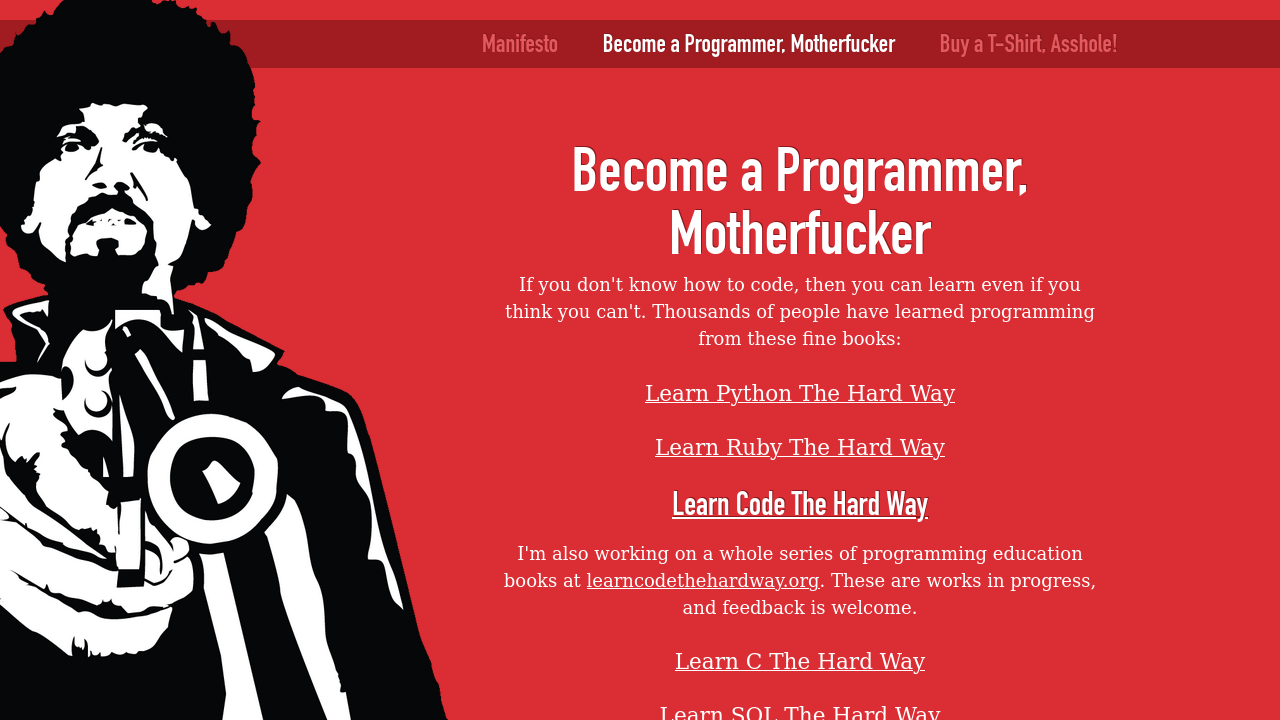 Manifesto
Become a Programmer, Motherfucker
Buy a T-Shirt, Asshole!
Become a Programmer,
Motherfucker
If you don't know how to code, then you can learn even if you
think you can't. Thousands of people have learned programming
from these fine books:
Learn Python The Hard Way
Learn Ruby The Hard Way
Learn Code The Hard Way
I'm also working on a whole series of programming education
books at learncodethehardway.org. These are works in progress,
and feedback is welcome.
Learn C The Hard Way
Learn SQL The Hard Way